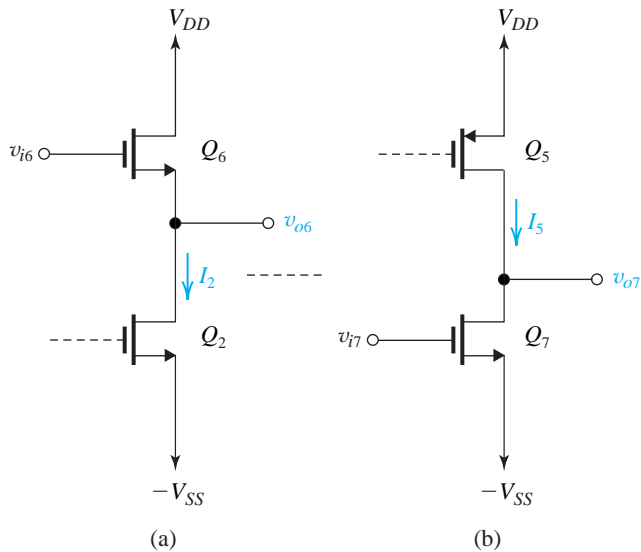 V_DD V_DD
v_i6 Q_6 Q_5
v_o6 I_5
I_2 v_o7
Q_2 v_i7 Q_7
−V_SS −V_SS
(a) (b)